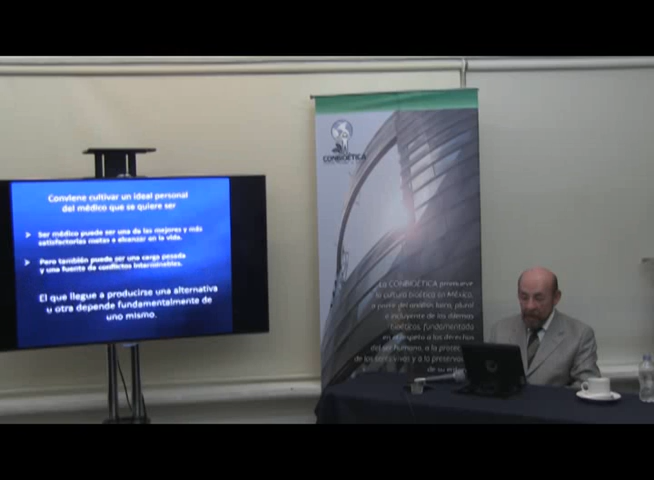 Conviene cultivar un ideal personal
del médico que se quiere ser
➤ Ser médico puede ser una de las mejores y más
satisfactorias metas a alcanzar en la vida.
➤ Pero también puede ser una carga pesada
y una fuente de conflictos interminables.
El que llegue a producirse una alternativa
u otra depende fundamentalmente de
uno mismo.
CONBIOÉTICA
La CONBIOÉTICA promueve
la cultura bioética en México,
a partir del análisis laico, plural
e incluyente de los dilemas
bioéticos, fundamentada
en el respeto a los derechos
del ser humano, a la
de los seres vivos y a la
de su